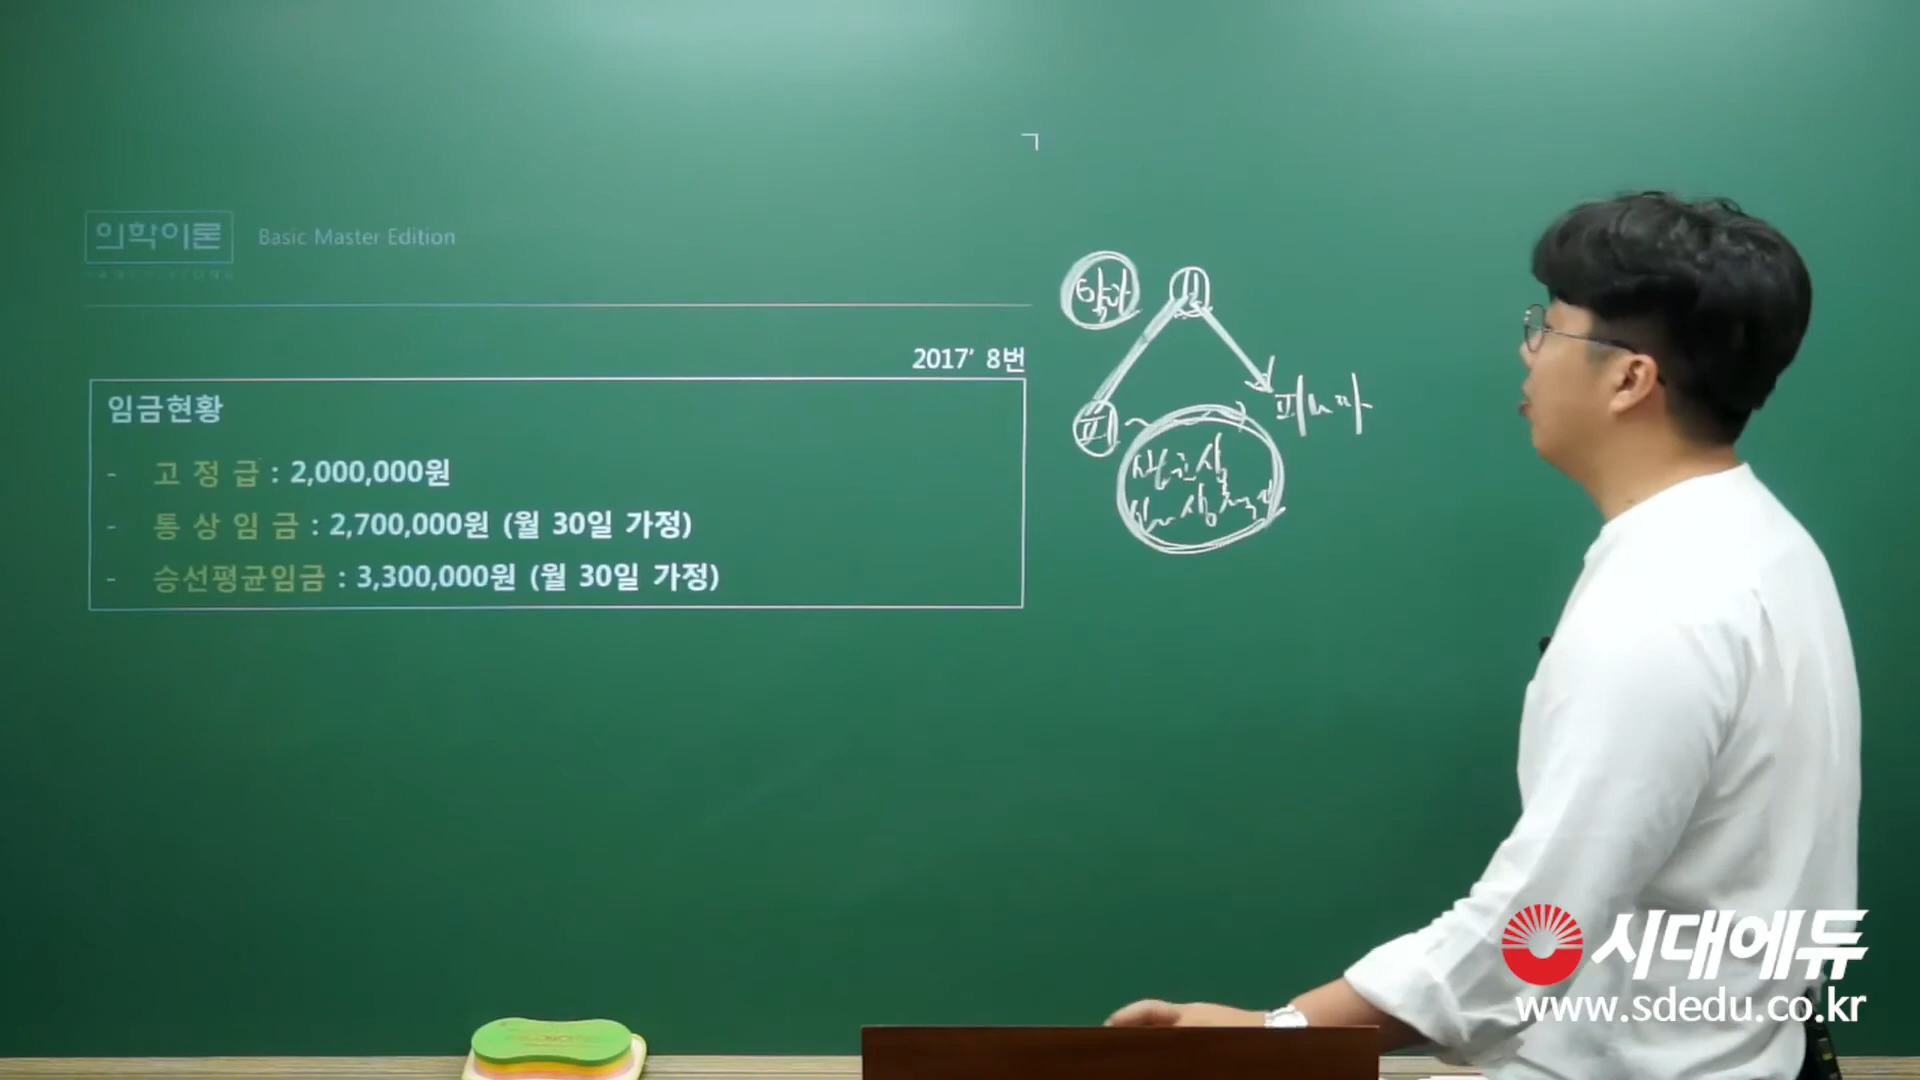 의학이론 Basic Master Edition
2017' 8번
임금현황
- 고 정 급 : 2,000,000원
- 통 상 임 금 : 2,700,000원 (월 30일 가정)
- 승선평균임금 : 3,300,000원 (월 30일 가정)
약관
피
시대에듀
www.sdedu.co.kr